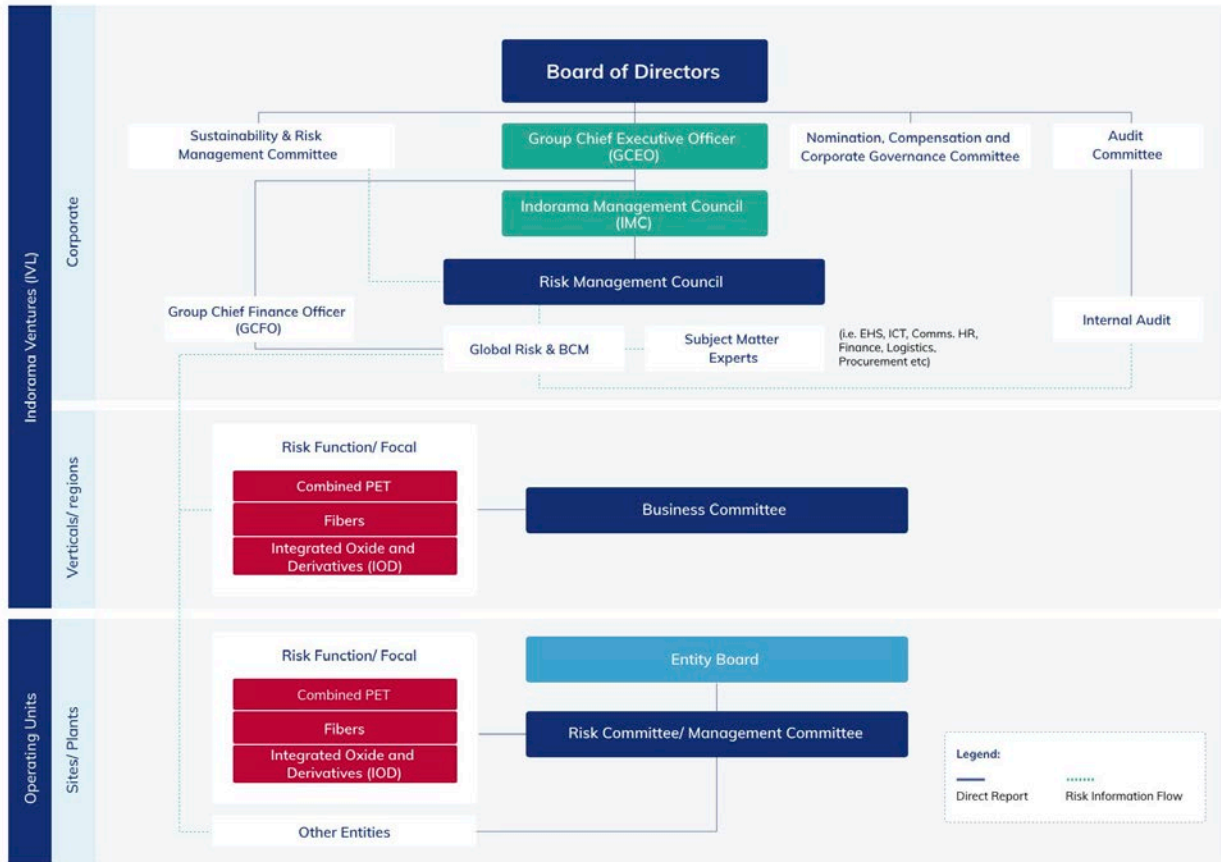 Indorama Ventures (IVL)
Corporate
Board of Directors
Sustainability & Risk
Management Committee
Group Chief Executive Officer
(GCEO)
Nomination, Compensation and
Corporate Governance Committee
Audit
Committee
Indorama Management Council
(IMC)
Risk Management Council
Group Chief Finance Officer
(GCFO)
Global Risk & BCM
Subject Matter
Experts
(i.e. EHS, ICT, Comms. HR,
Finance, Logistics,
Procurement etc)
Internal Audit
Verticals/ regions
Risk Function/ Focal
Combined PET
Fibers
Integrated Oxide and
Derivatives (IOD)
Business Committee
Operating Units
Sites/ Plants
Risk Function/ Focal
Combined PET
Fibers
Integrated Oxide and
Derivatives (IOD)
Other Entities
Entity Board
Risk Committee/ Management Committee
Legend:
Direct Report
Risk Information Flow